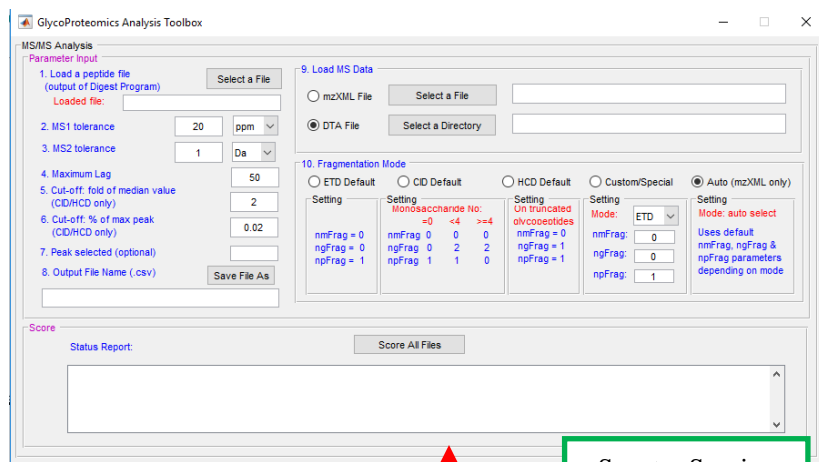 GlycoProteomics Analysis Toolbox
MS/MS Analysis
Parameter Input
1. Load a peptide file
(output of Digest Program)
Select a File
Loaded file:
2. MS1 tolerance 20 ppm
3. MS2 tolerance 1 Da
4. Maximum Lag 50
5. Cut-off: fold of median value
(CID/HCD only) 2
6. Cut-off: % of max peak
(CID/HCD only) 0.02
7. Peak selected (optional)
8. Output File Name (.csv) Save File As
9. Load MS Data
mzXML File Select a File
DTA File Select a Directory
10. Fragmentation Mode
ETD Default CID Default HCD Default Custom/Special Auto (mzXML only)
Setting
nmFrag = 0
ngFrag = 0
npFrag = 1
Setting
Monosaccharide No:
=0 <4 >=4
nmFrag 0 0 0
ngFrag 0 2 2
npFrag 1 1 0
Setting
On truncated
glycopeptides
nmFrag = 0
ngFrag = 1
npFrag = 1
Setting
Mode: ETD
nmFrag: 0
ngFrag: 0
npFrag: 1
Setting
Mode: auto select
Uses default
nmFrag, ngFrag &
npFrag parameters
depending on mode
Score
Status Report:
Score All Files